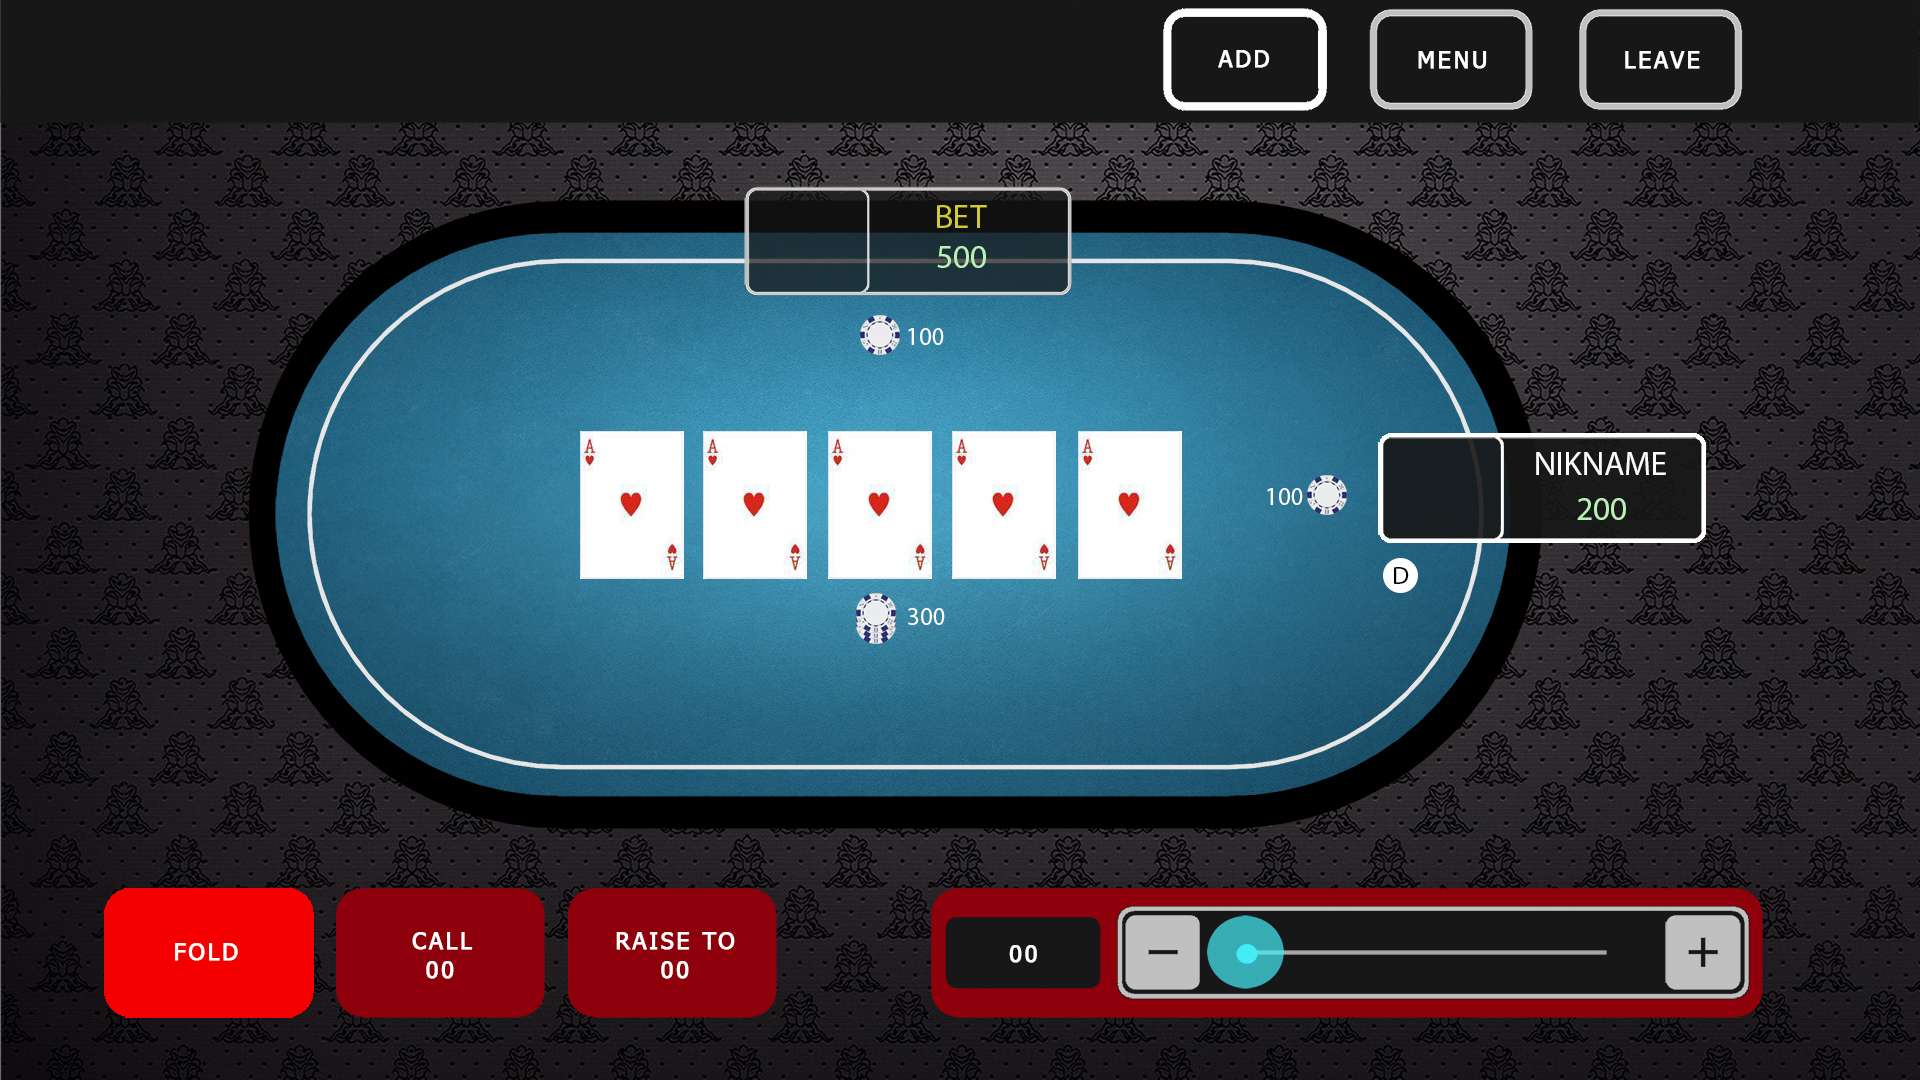 ADD
MENU
LEAVE
BET
500
100
A
A
A
A
A
A
A
A
A
A
100
NIKNAME
200
D
300
FOLD
CALL
00
RAISE TO
00
00
− +